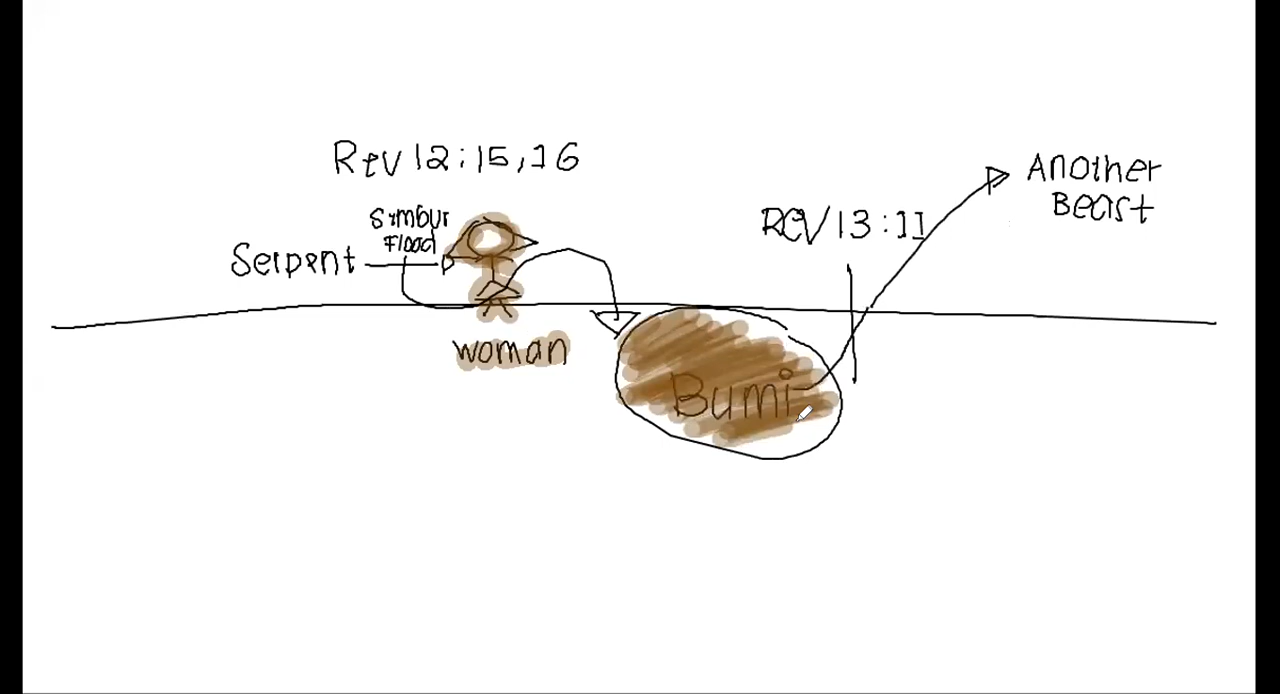 Rev 12:15,16
Sembur
Flood
Serpent
woman
Bumi
Rev 13:11
Another
Beast